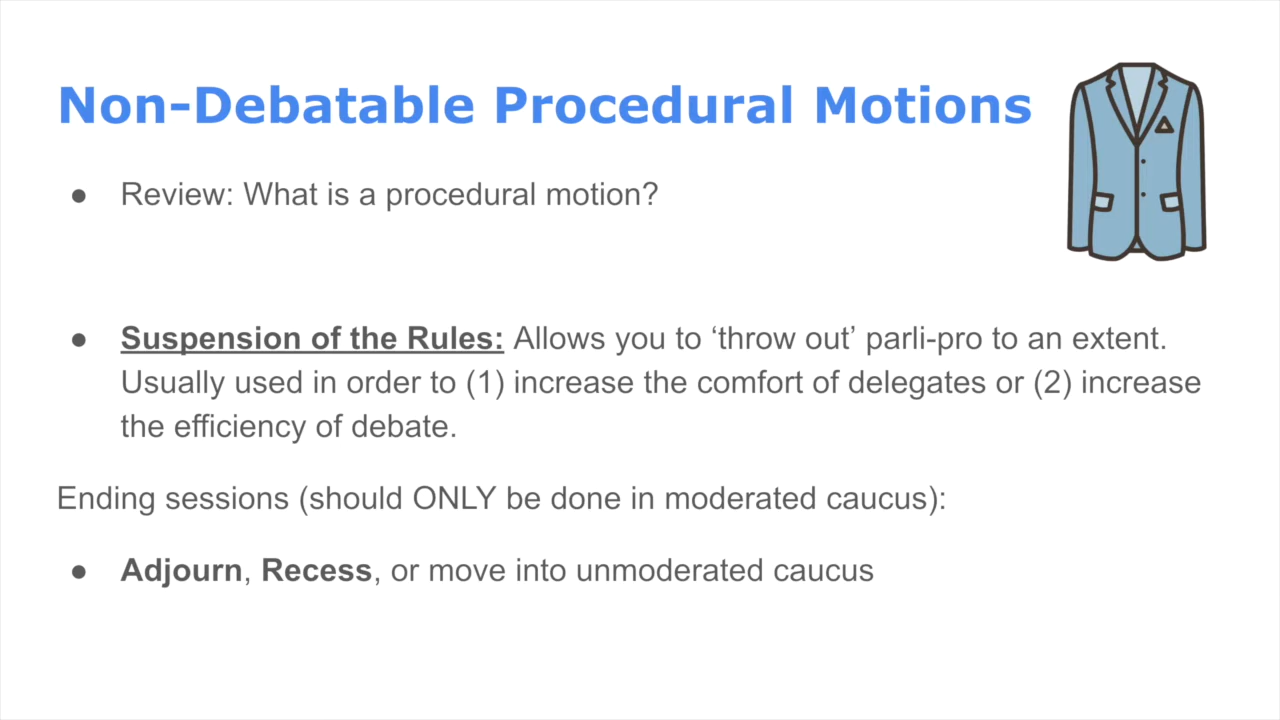 Non-Debatable Procedural Motions
● Review: What is a procedural motion?
● Suspension of the Rules: Allows you to ‘throw out’ parli-pro to an extent.
Usually used in order to (1) increase the comfort of delegates or (2) increase
the efficiency of debate.
Ending sessions (should ONLY be done in moderated caucus):
● Adjourn, Recess, or move into unmoderated caucus